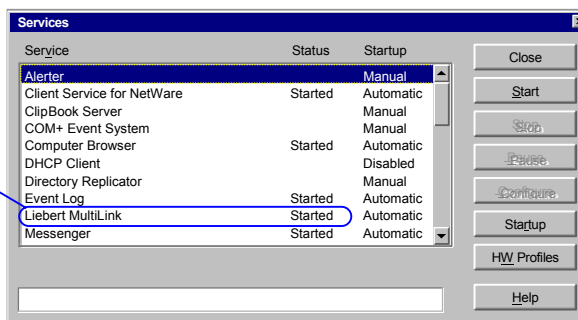 Services
Service Status Startup
Alerter Manual
Client Service for NetWare Started Automatic
ClipBook Server Manual
COM+ Event System Manual
Computer Browser Started Automatic
DHCP Client Disabled
Directory Replicator Manual
Event Log Started Automatic
Liebert MultiLink Started Automatic
Messenger Started Automatic
Close
Start
Stop
Pause
Configure
Startup
HW Profiles
Help